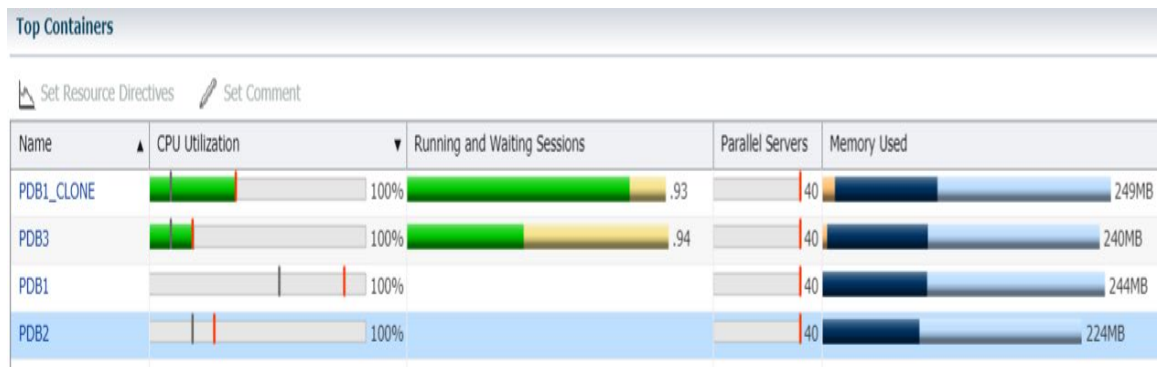 Top Containers
Set Resource Directives Set Comment
Name CPU Utilization Running and Waiting Sessions Parallel Servers Memory Used
PDB1_CLONE 100% .93 40 249MB
PDB3 100% .94 40 240MB
PDB1 100% 40 244MB
PDB2 100% 40 224MB